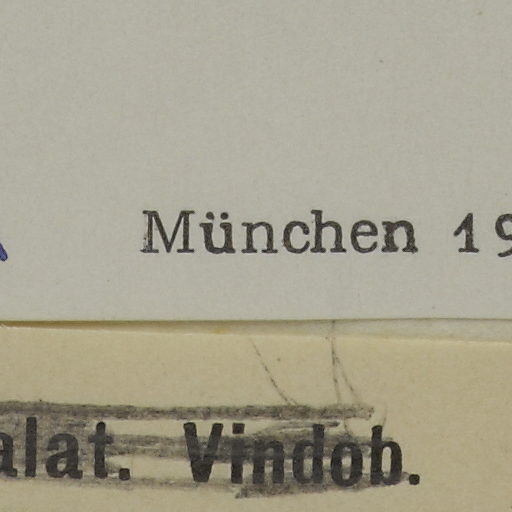 München 19
alat. Vindob.